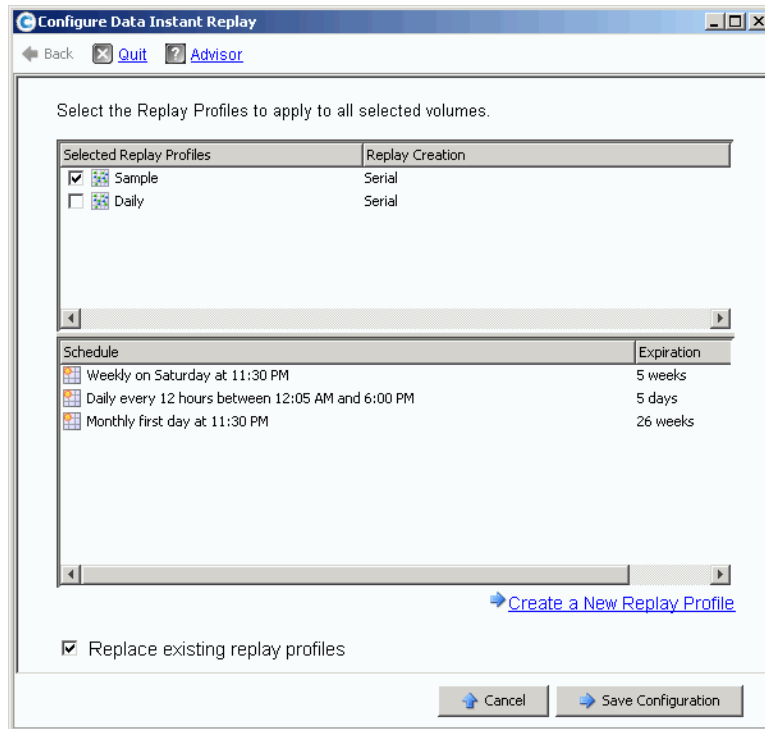 Configure Data Instant Replay
Back Quit ? Advisor
Select the Replay Profiles to apply to all selected volumes.
Selected Replay Profiles Replay Creation
Sample Serial
Daily Serial
Schedule Expiration
Weekly on Saturday at 11:30 PM 5 weeks
Daily every 12 hours between 12:05 AM and 6:00 PM 5 days
Monthly first day at 11:30 PM 26 weeks
Create a New Replay Profile
Replace existing replay profiles
Cancel Save Configuration